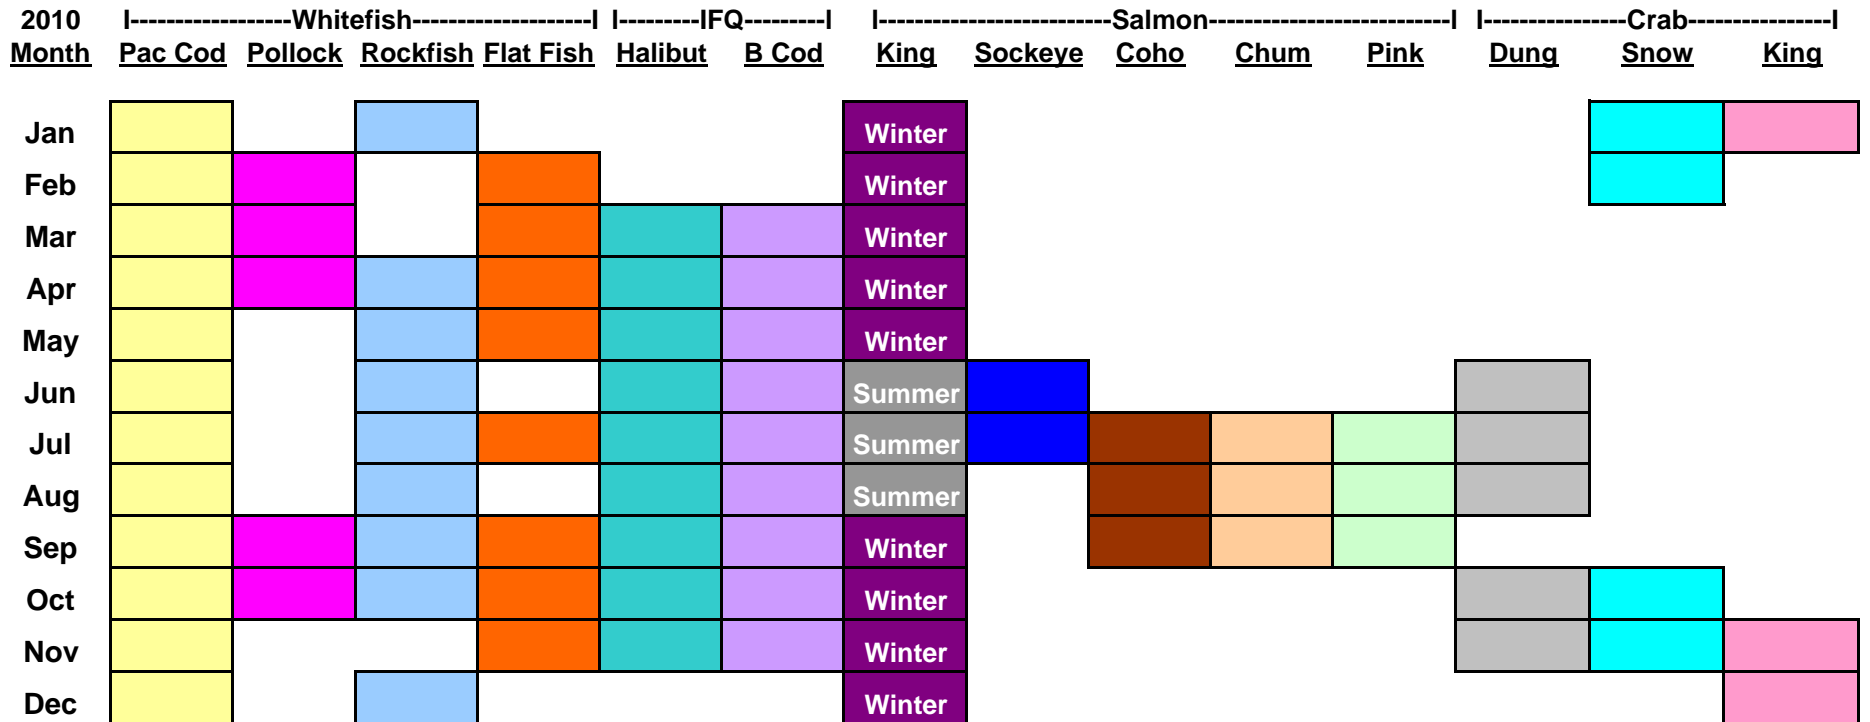 2010 I-----------------Whitefish-------------------I I---------IFQ---------I I-------------------------Salmon--------------------------I I----------------Crab----------------I
Month Pac Cod Pollock Rockfish Flat Fish Halibut B Cod King Sockeye Coho Chum Pink Dung Snow King
Jan Winter
Feb Winter
Mar Winter
Apr Winter
May Winter
Jun Summer
Jul Summer
Aug Summer
Sep Winter
Oct Winter
Nov Winter
Dec Winter